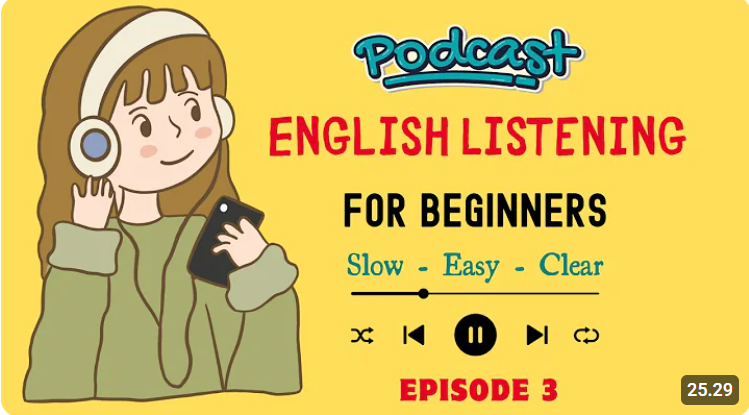 Podcast
ENGLISH LISTENING
FOR BEGINNERS
Slow - Easy - Clear
EPISODE 3
25.29